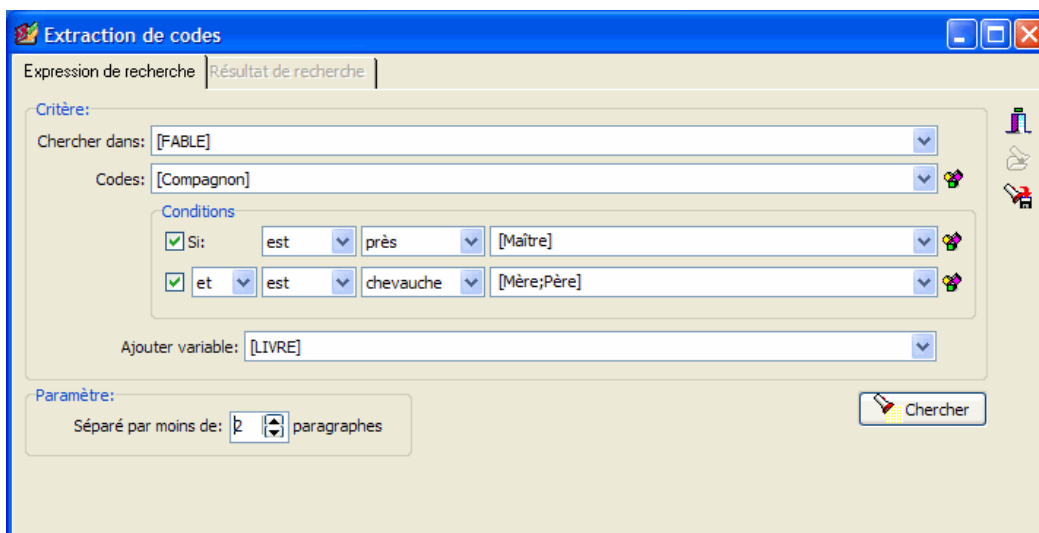 Extraction de codes
Expression de recherche Résultat de recherche
Critère:
Chercher dans: [FABLE]
Codes: [Compagnon]
Conditions
Si: est près [Maître]
et est chevauche [Mère;Père]
Ajouter variable: [LIVRE]
Paramètre:
Séparé par moins de: 2 paragraphes
Chercher